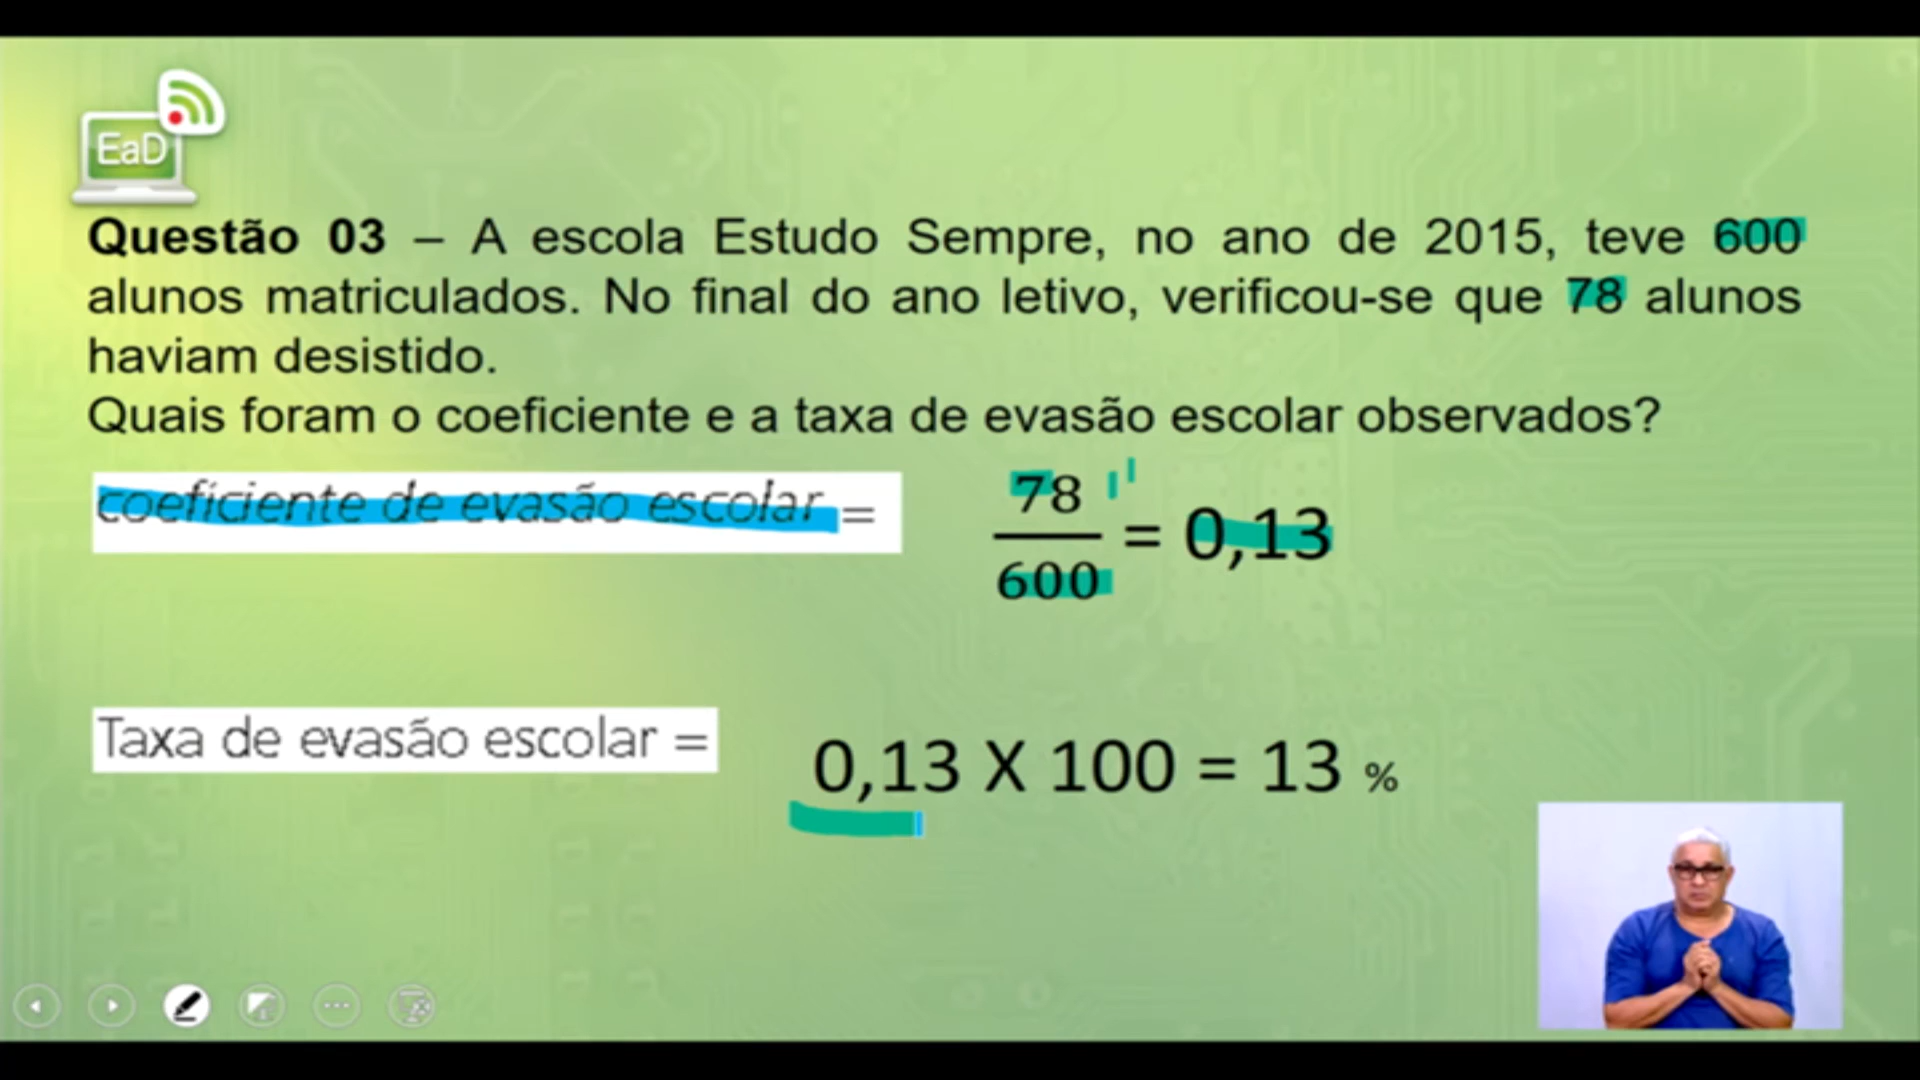 EaD
Questão 03 – A escola Estudo Sempre, no ano de 2015, teve 600
alunos matriculados. No final do ano letivo, verificou-se que 78 alunos
haviam desistido.
Quais foram o coeficiente e a taxa de evasão escolar observados?
coeficiente de evasão escolar =
78
600
= 0,13
Taxa de evasão escolar =
0,13 X 100 = 13 %